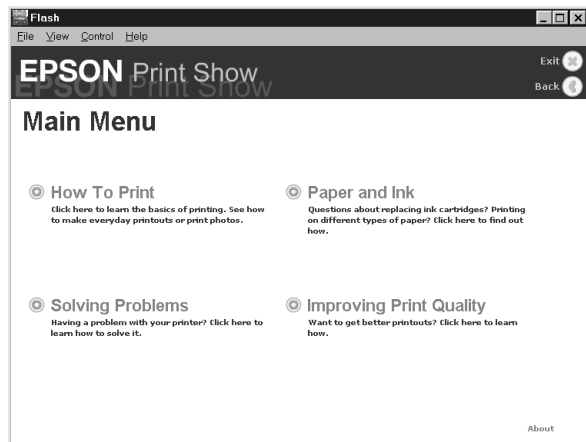 Flash
File View Control Help
EPSON Print Show
EPSON Print Show
Exit
Back
Main Menu
How To Print
Click here to learn the basics of printing. See how
to make everyday printouts or print photos.
Paper and Ink
Questions about replacing ink cartridges? Printing
on different types of paper? Click here to find out
how.
Solving Problems
Having a problem with your printer? Click here to
learn how to solve it.
Improving Print Quality
Want to get better printouts? Click here to learn
how.
About